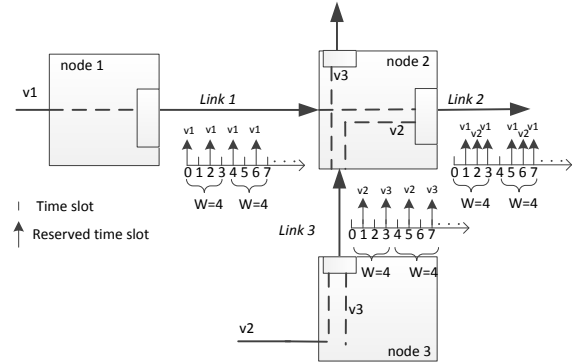 v1
node 1
Link 1
v3
node 2
v2
Link 2
v1 v1 v1 v1
0 1 2 3 4 5 6 7
W=4 W=4
v1 v2 v1 v1 v2 v1
0 1 2 3 4 5 6 7
W=4 W=4
Time slot
Reserved time slot
Link 3
v2 v3 v2 v3
0 1 2 3 4 5 6 7
W=4 W=4
v2
v3
node 3